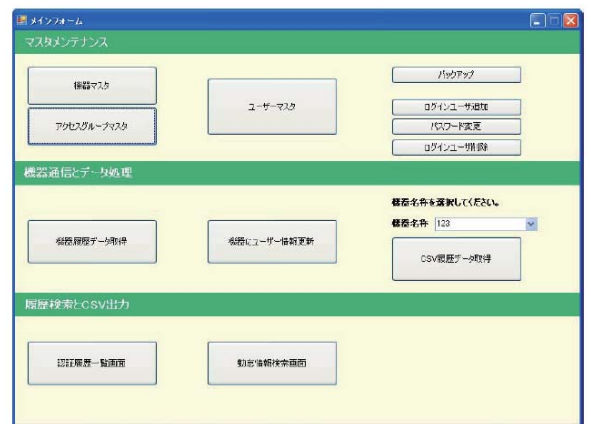 メインフォーム
マスタメンテナンス
機器マスタ
アクセスグループマスタ
ユーザーマスタ
バックアップ
ログインユーザ追加
パスワード変更
ログインユーザ削除
機器通信とデータ処理
機器履歴データ取得
機器にユーザー情報更新
機器名称を選択してください。
機器名称 123
CSV履歴データ取得
履歴検索とCSV出力
認証履歴一覧画面
勤怠情報検索画面